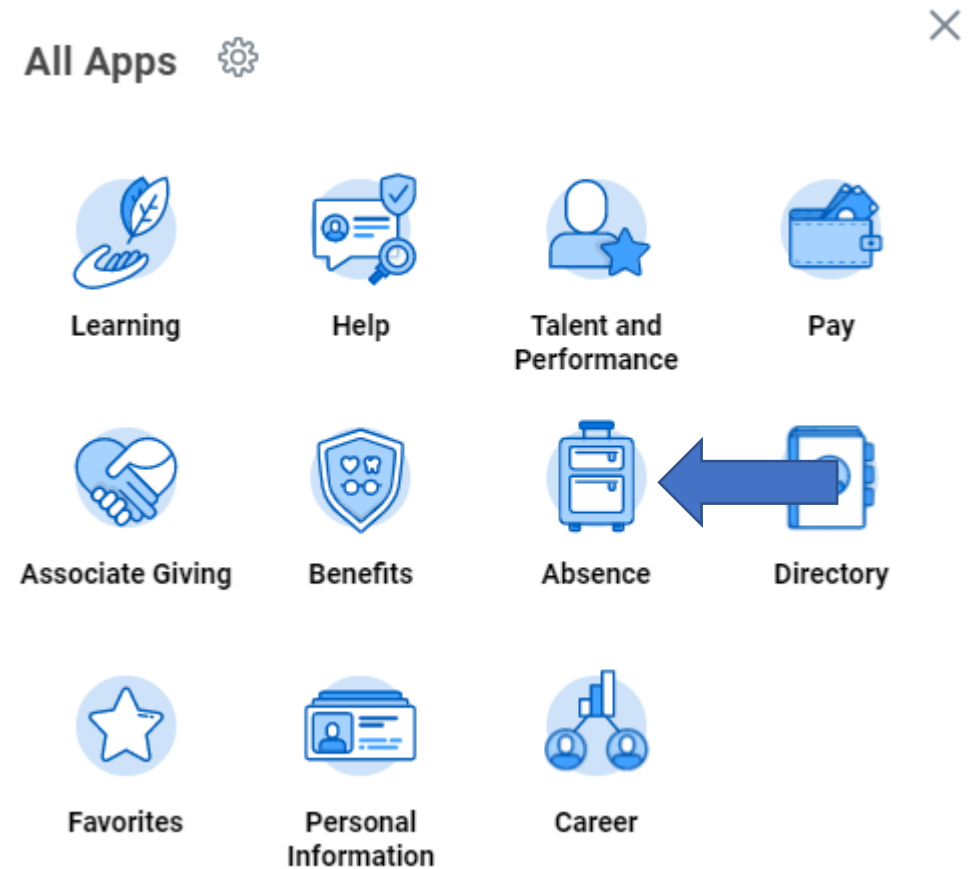 All Apps
Learning
Help
Talent and
Performance
Pay
Associate Giving
Benefits
Absence
Directory
Favorites
Personal
Information
Career